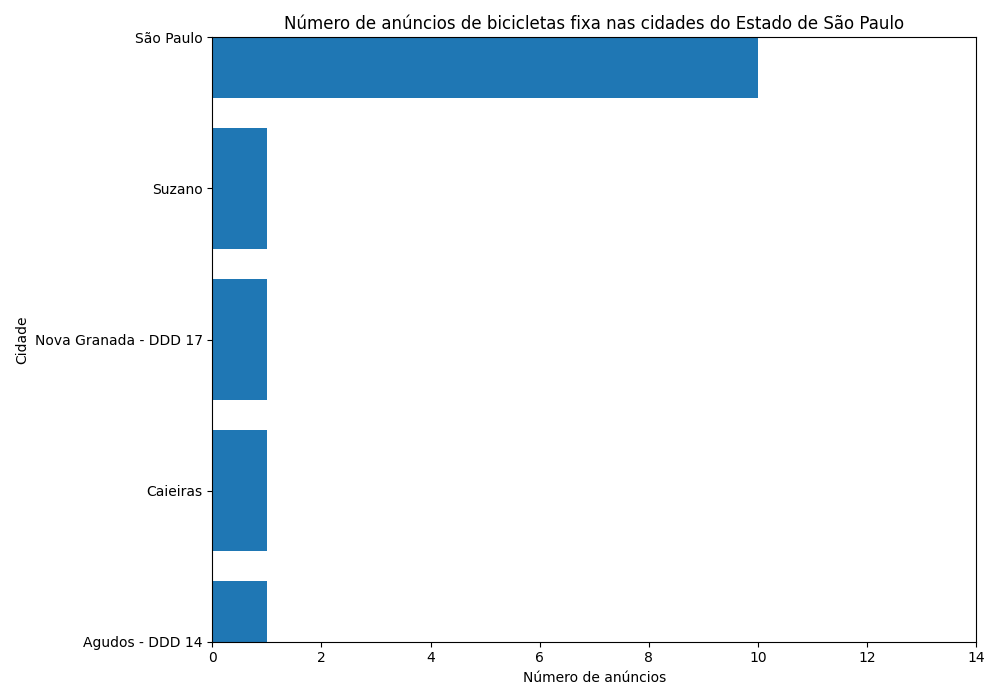 Número de anúncios de bicicletas fixa nas cidades do Estado de São Paulo
São Paulo
Suzano
Nova Granada - DDD 17
Caieiras
Agudos - DDD 14
Cidade
0 2 4 6 8 10 12 14
Número de anúncios